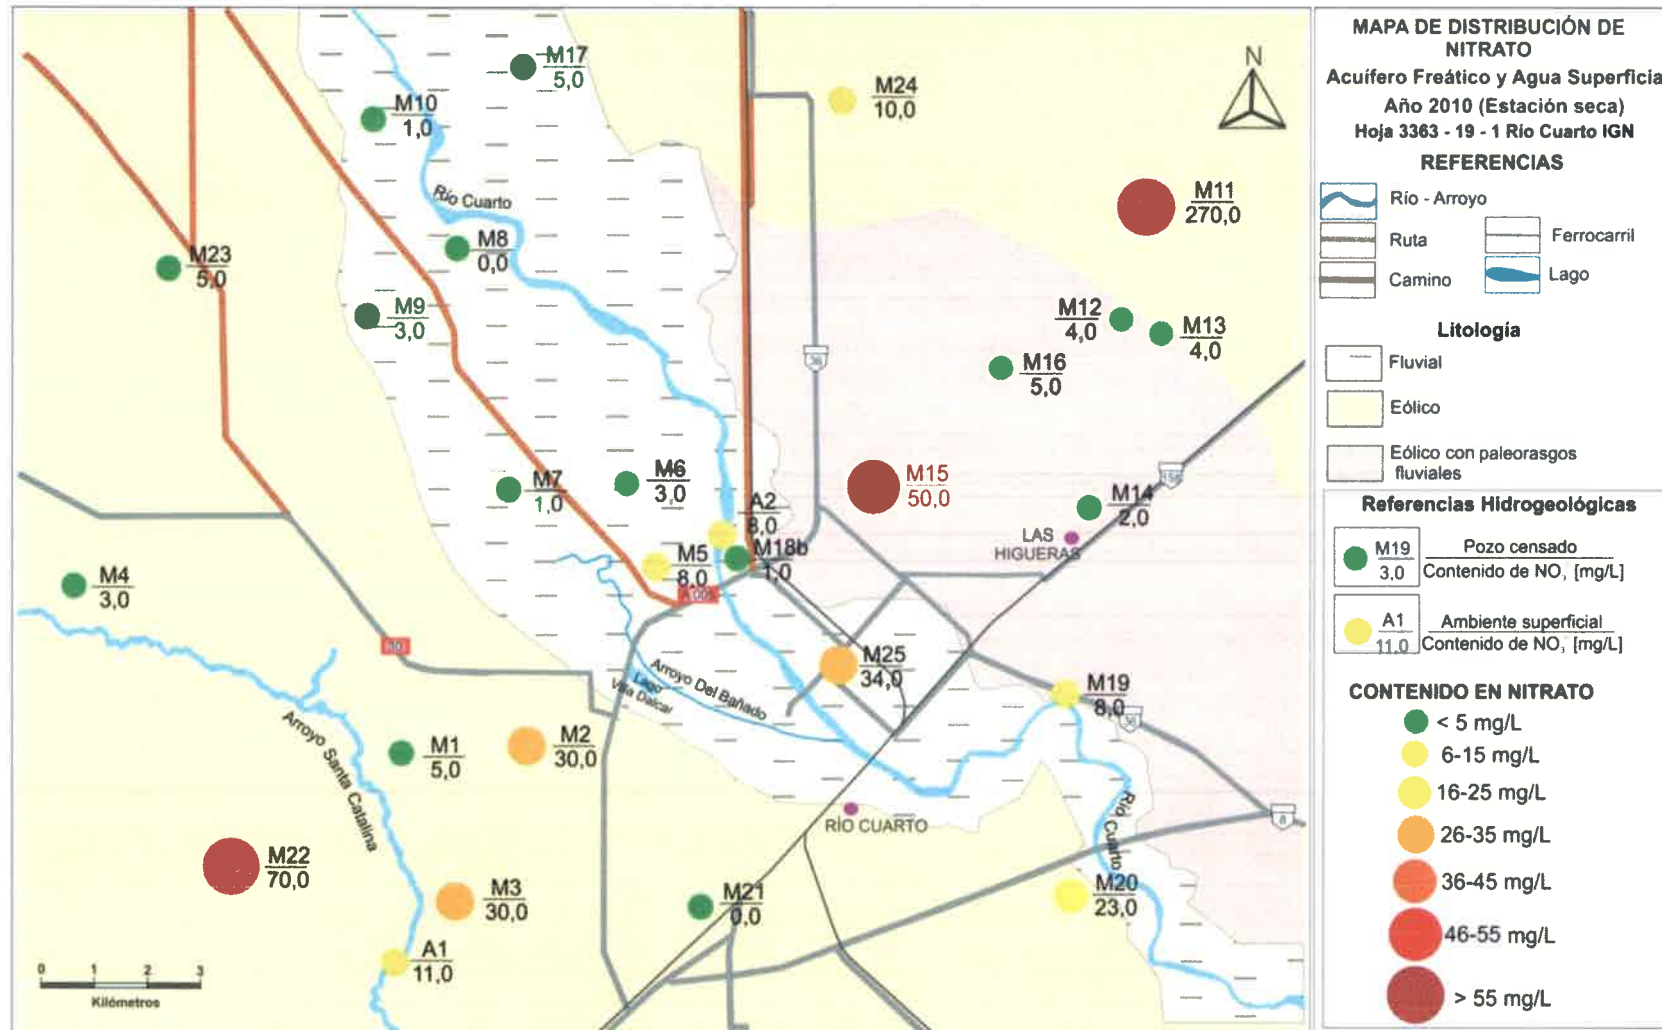 MAPA DE DISTRIBUCIÓN DE
NITRATO
Acuífero Freático y Agua Superficia
Año 2010 (Estación seca)
Hoja 3363 - 19 - 1 Río Cuarto IGN
REFERENCIAS
Río - Arroyo
Ruta
Ferrocarril
Camino
Lago
Litología
Fluvial
Eólico
Eólico con paleorasgos
fluviales
Referencias Hidrogeológicas
M19
3,0
Pozo censado
Contenido de NO3 [mg/L]
A1
11,0
Ambiente superficial
Contenido de NO3 [mg/L]
CONTENIDO EN NITRATO
< 5 mg/L
6-15 mg/L
16-25 mg/L
26-35 mg/L
36-45 mg/L
46-55 mg/L
> 55 mg/L
N
M17
5,0
M24
10,0
M10
1,0
M11
270,0
Río Cuarto
M8
0,0
M23
5,0
M9
3,0
M12
4,0
M13
4,0
36
M16
5,0
M7
1,0
M6
3,0
M15
50,0
158
M14
2,0
A2
8,0
LAS
HIGUERAS
M18b
1,0
M5
8,0
A005
M4
3,0
30
M25
34,0
Arroyo Del Bañado
Lago
Villa Dalcar
M19
8,0
36
Arroyo Santa Catalina
M1
5,0
M2
30,0
RÍO CUARTO
Río Cuarto
8
M22
70,0
M3
30,0
M21
0,0
M20
23,0
A1
11,0
0 1 2 3
Kilómetros